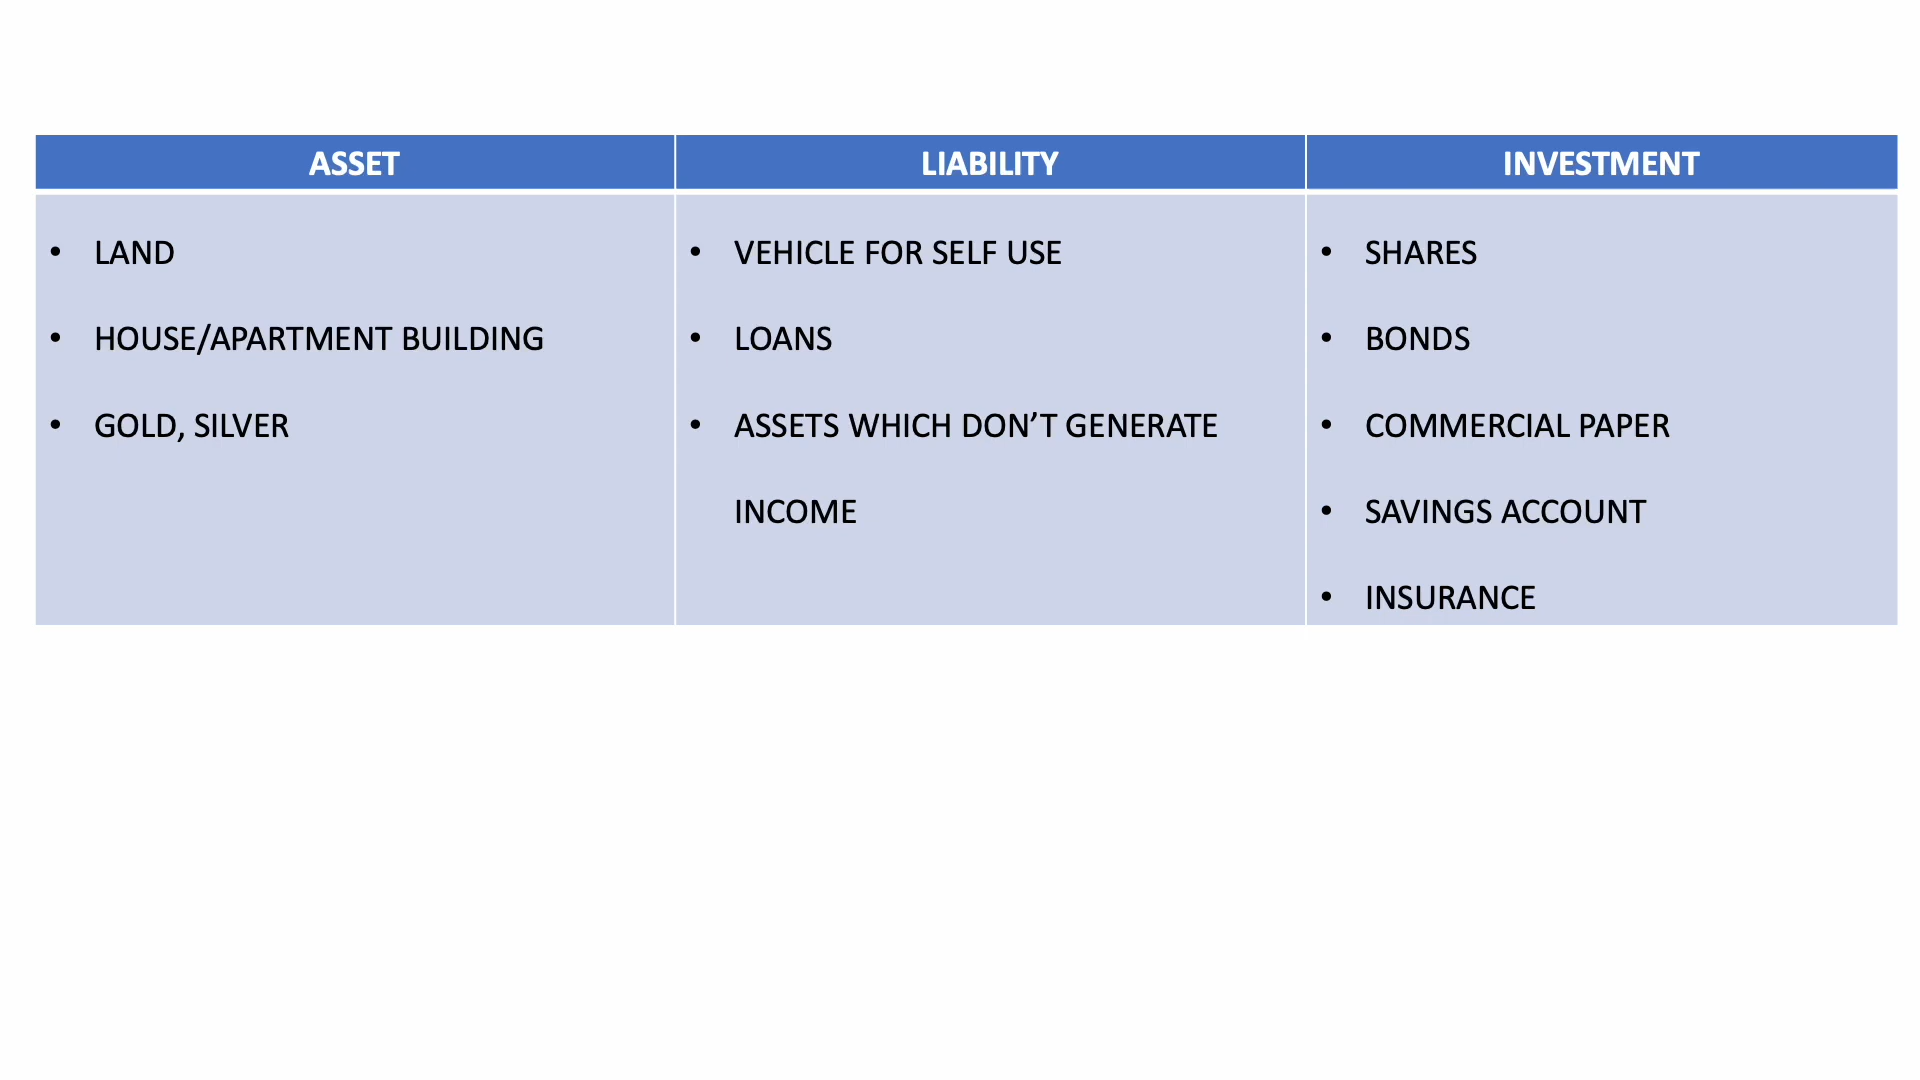 ASSET
LIABILITY
INVESTMENT
• LAND
• HOUSE/APARTMENT BUILDING
• GOLD, SILVER
• VEHICLE FOR SELF USE
• LOANS
• ASSETS WHICH DON’T GENERATE
INCOME
• SHARES
• BONDS
• COMMERCIAL PAPER
• SAVINGS ACCOUNT
• INSURANCE